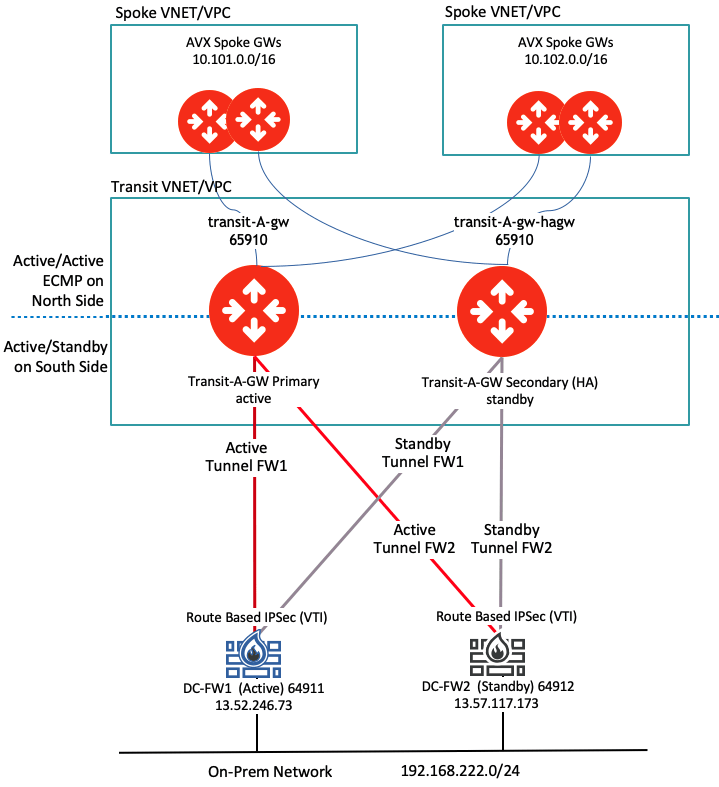 Spoke VNET/VPC
Spoke VNET/VPC
AVX Spoke GWs
10.101.0.0/16
AVX Spoke GWs
10.102.0.0/16
Transit VNET/VPC
transit-A-gw
65910
transit-A-gw-hagw
65910
Active/Active
ECMP on
North Side
Active/Standby
on South Side
Transit-A-GW Primary
active
Transit-A-GW Secondary (HA)
standby
Active
Tunnel FW1
Standby
Tunnel FW1
Active
Tunnel FW2
Standby
Tunnel FW2
Route Based IPSec (VTI)
Route Based IPSec (VTI)
DC-FW1 (Active) 64911
13.52.246.73
DC-FW2 (Standby) 64912
13.57.117.173
On-Prem Network
192.168.222.0/24